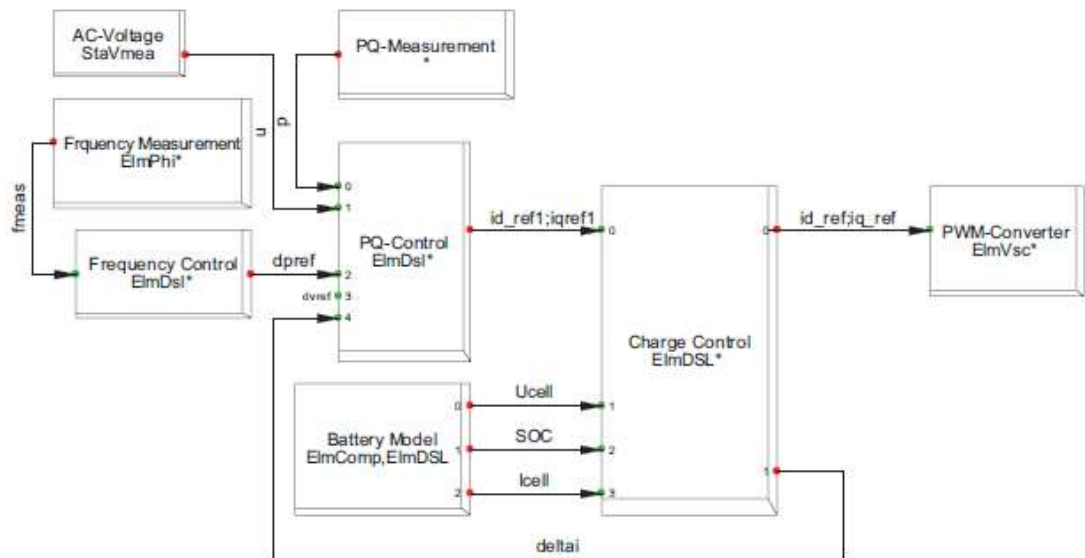 AC-Voltage
StaVmea
PQ-Measurement
*
Frquency Measurement
ElmPhi*
u
p
fmeas
0
1
2
dvref 3
4
PQ-Control
ElmDsl*
Frequency Control
ElmDsl*
dpref
id_ref1;iqref1
0
0
id_ref;iq_ref
PWM-Converter
ElmVsc*
Charge Control
ElmDSL*
Battery Model
ElmComp,ElmDSL
0
Ucell
1
1
SOC
2
2
Icell
3
1
deltai